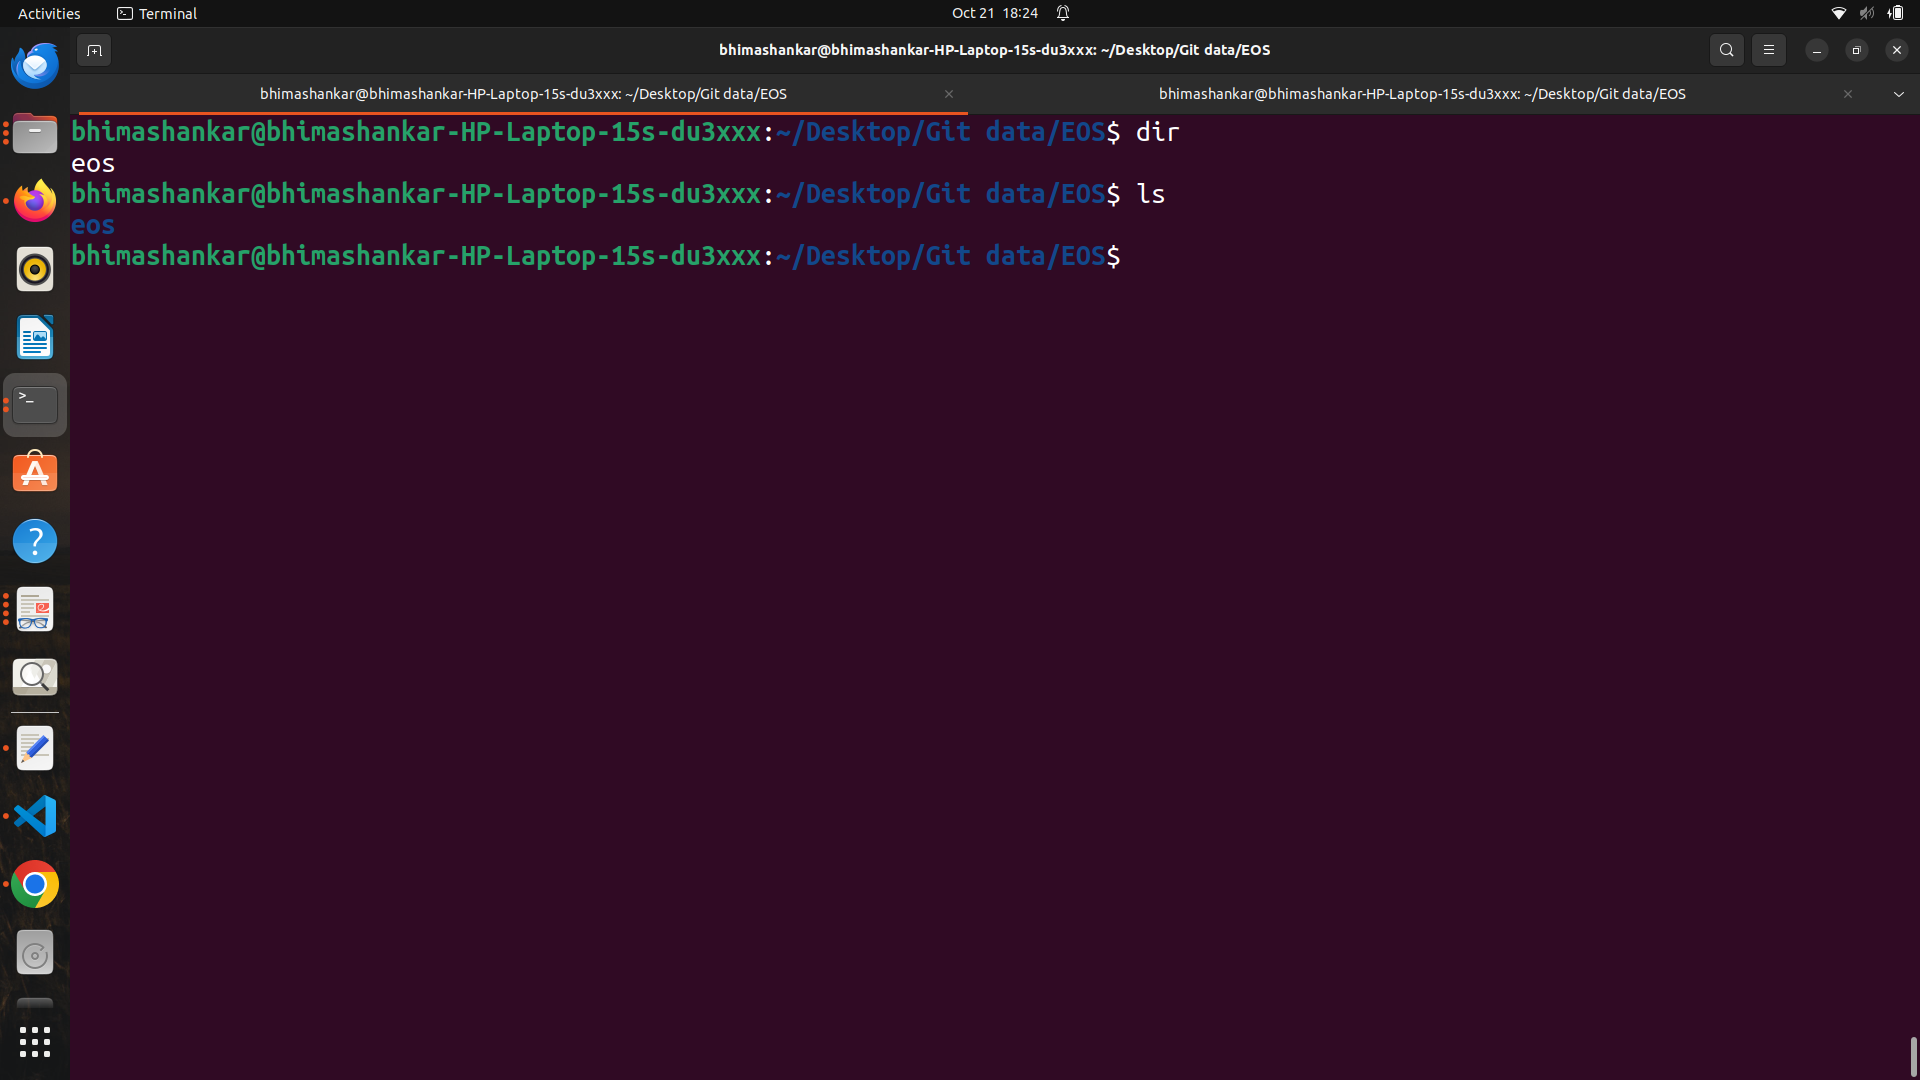 Activities
Terminal
Oct 21 18:24
bhimashankar@bhimashankar-HP-Laptop-15s-du3xxx: ~/Desktop/Git data/EOS
bhimashankar@bhimashankar-HP-Laptop-15s-du3xxx: ~/Desktop/Git data/EOS
bhimashankar@bhimashankar-HP-Laptop-15s-du3xxx: ~/Desktop/Git data/EOS
bhimashankar@bhimashankar-HP-Laptop-15s-du3xxx:~/Desktop/Git data/EOS$ dir
eos
bhimashankar@bhimashankar-HP-Laptop-15s-du3xxx:~/Desktop/Git data/EOS$ ls
eos
bhimashankar@bhimashankar-HP-Laptop-15s-du3xxx:~/Desktop/Git data/EOS$